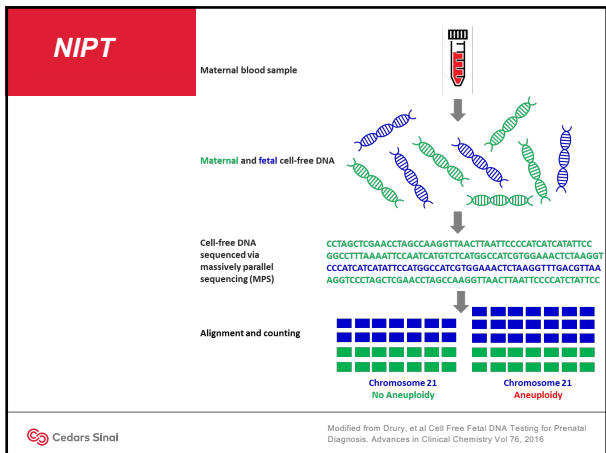 NIPT
Maternal blood sample
Maternal and fetal cell-free DNA
Cell-free DNA
sequenced via
massively parallel
sequencing (MPS)
CCTAGCTCGAACCTAGCCAAGGTTAACTTAATTCCCCATCATCATATTCC
GGCCTTTAAAATTCCAATCATGTCTCATGGCCATCGTGGAAACTCTAAGGT
CCCATCATCATATTCCATGGCCATCGTGGAAACTCTAAGGTTTGACGTTAA
AGGTCCCTAGCTCGAACCTAGCCAAGGTTAACTTAATTCCCCATCTATTCC
Alignment and counting
Chromosome 21
No Aneuploidy
Chromosome 21
Aneuploidy
Cedars Sinai
Modified from Drury, et al Cell Free Fetal DNA Testing for Prenatal
Diagnosis. Advances in Clinical Chemistry Vol 76, 2016